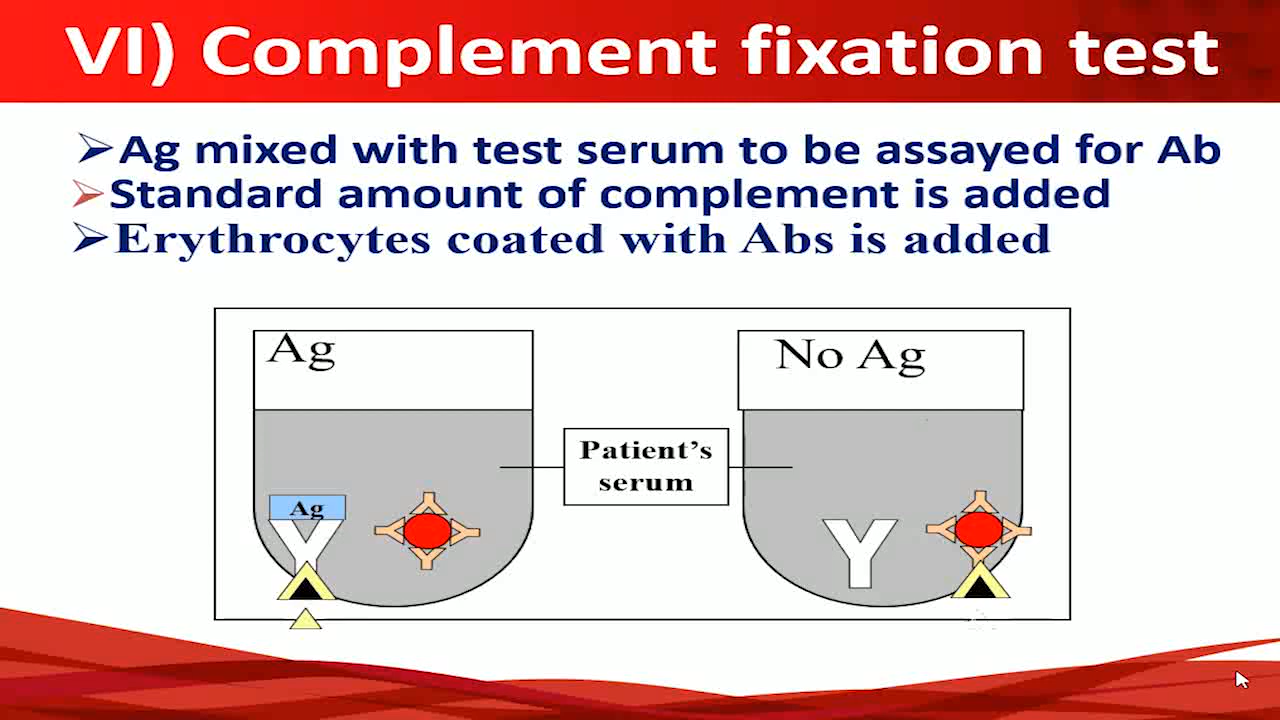 VI) Complement fixation test
➢Ag mixed with test serum to be assayed for Ab
➢Standard amount of complement is added
➢Erythrocytes coated with Abs is added
Ag
No Ag
Patient's
serum
Ag